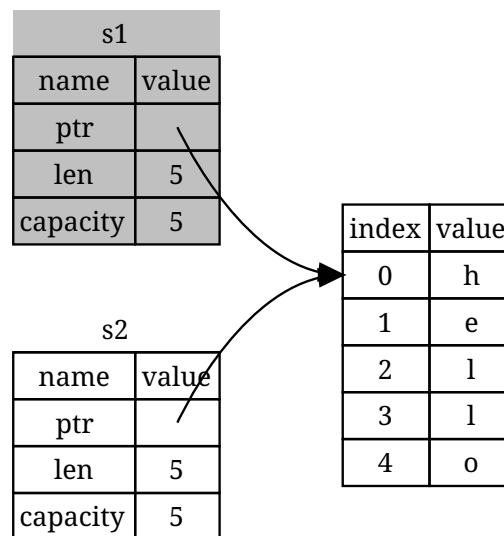 s1
name value
ptr
len 5
capacity 5
s2
name value
ptr
len 5
capacity 5
index value
0 h
1 e
2 l
3 l
4 o